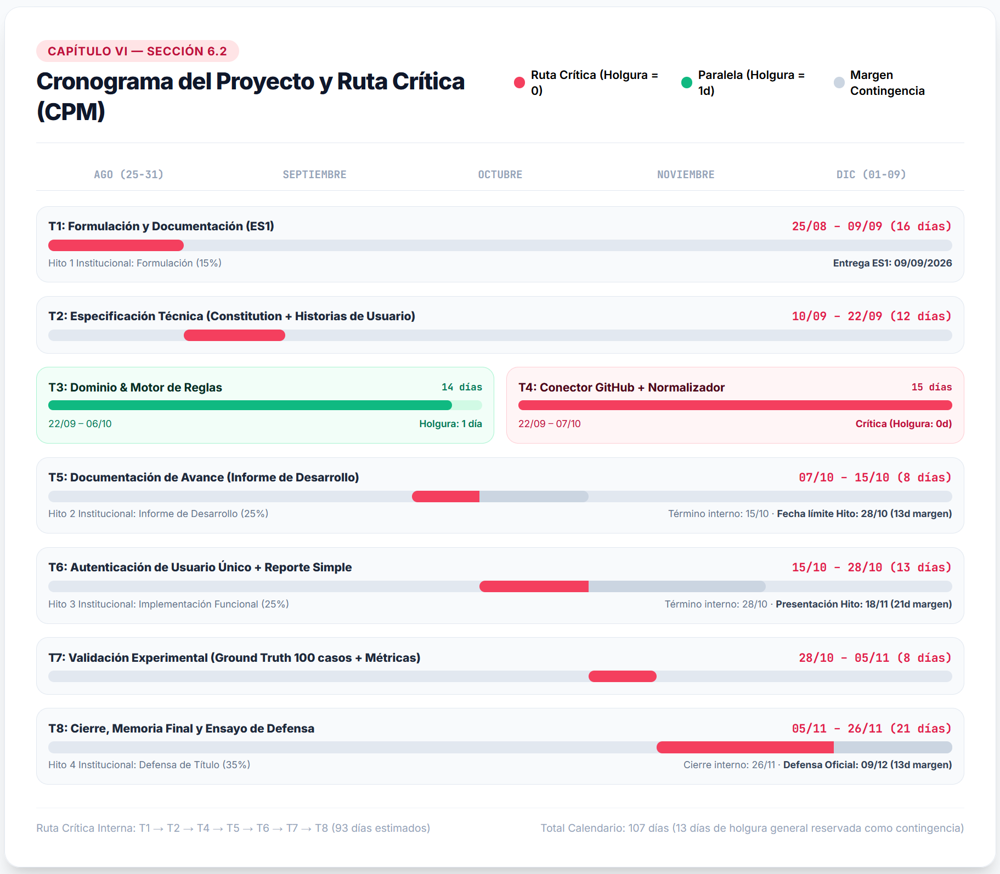 CAPÍTULO VI — SECCIÓN 6.2
Cronograma del Proyecto y Ruta Crítica
(CPM)
Ruta Crítica (Holgura =
0)
Paralela (Holgura =
1d)
Margen
Contingencia
AGO (25-31)
SEPTIEMBRE
OCTUBRE
NOVIEMBRE
DIC (01-09)
T1: Formulación y Documentación (ES1)
25/08 – 09/09 (16 días)
Hito 1 Institucional: Formulación (15%)
Entrega ES1: 09/09/2026
T2: Especificación Técnica (Constitution + Historias de Usuario)
10/09 – 22/09 (12 días)
T3: Dominio & Motor de Reglas
14 días
22/09 – 06/10
Holgura: 1 día
T4: Conector GitHub + Normalizador
15 días
22/09 – 07/10
Crítica (Holgura: 0d)
T5: Documentación de Avance (Informe de Desarrollo)
07/10 – 15/10 (8 días)
Hito 2 Institucional: Informe de Desarrollo (25%)
Término interno: 15/10 · Fecha límite Hito: 28/10 (13d margen)
T6: Autenticación de Usuario Único + Reporte Simple
15/10 – 28/10 (13 días)
Hito 3 Institucional: Implementación Funcional (25%)
Término interno: 28/10 · Presentación Hito: 18/11 (21d margen)
T7: Validación Experimental (Ground Truth 100 casos + Métricas)
28/10 – 05/11 (8 días)
T8: Cierre, Memoria Final y Ensayo de Defensa
05/11 – 26/11 (21 días)
Hito 4 Institucional: Defensa de Título (35%)
Cierre interno: 26/11 · Defensa Oficial: 09/12 (13d margen)
Ruta Crítica Interna: T1 → T2 → T4 → T5 → T6 → T7 → T8 (93 días estimados)
Total Calendario: 107 días (13 días de holgura general reservada como contingencia)